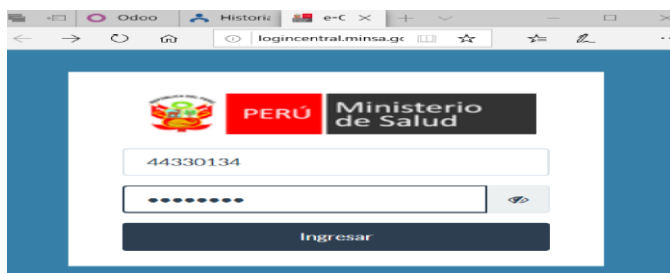 Odoo
Historia
e-C
logincentral.minsa.gc
PERÚ
Ministerio
de Salud
44330134
••••••••
Ingresar